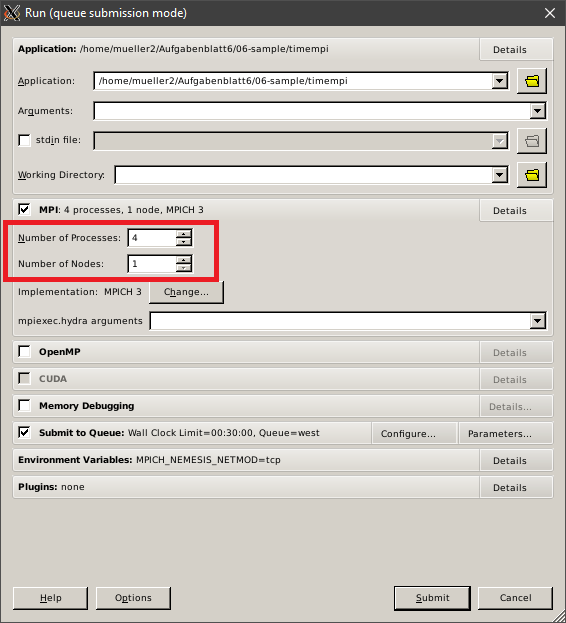 Run (queue submission mode)
Application: /home/mueller2/Aufgabenblatt6/06-sample/timempi Details
Application: /home/mueller2/Aufgabenblatt6/06-sample/timempi
Arguments:
stdin file:
Working Directory:
MPI: 4 processes, 1 node, MPICH 3 Details
Number of Processes: 4
Number of Nodes: 1
Implementation: MPICH 3 Change...
mpiexec.hydra arguments
OpenMP Details
CUDA Details
Memory Debugging Details...
Submit to Queue: Wall Clock Limit=00:30:00, Queue=west Configure... Parameters...
Environment Variables: MPICH_NEMESIS_NETMOD=tcp Details
Plugins: none Details
Help Options Submit Cancel